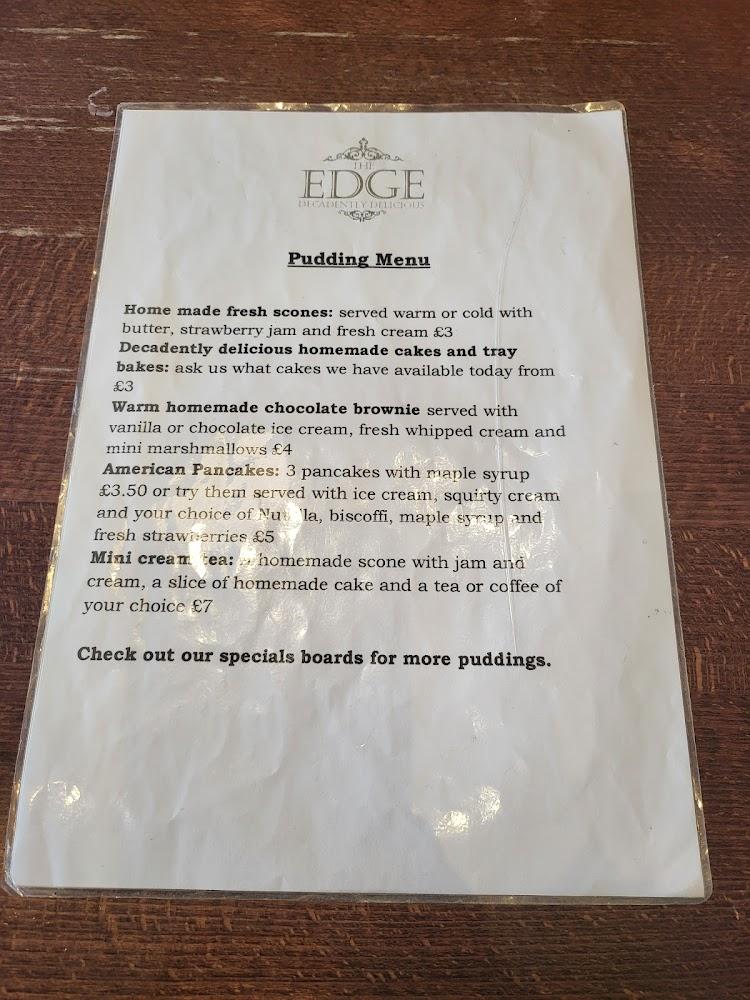 THE
EDGE
DECADENTLY DELICIOUS
Pudding Menu
Home made fresh scones: served warm or cold with
butter, strawberry jam and fresh cream £3
Decadently delicious homemade cakes and tray
bakes: ask us what cakes we have available today from
£3
Warm homemade chocolate brownie served with
vanilla or chocolate ice cream, fresh whipped cream and
mini marshmallows £4
American Pancakes: 3 pancakes with maple syrup
£3.50 or try them served with ice cream, squirty cream
and your choice of Nutella, biscoffi, maple syrup and
fresh strawberries £5
Mini cream tea: homemade scone with jam and
cream, a slice of homemade cake and a tea or coffee of
your choice £7
Check out our specials boards for more puddings.